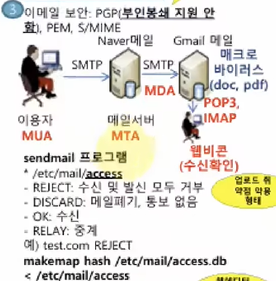 3 이메일 보안: PGP(부인봉쇄 지원 안
함), PEM, S/MIME
Naver메일 Gmail 메일
SMTP SMTP
매크로
바이러스
(doc, pdf)
MDA
POP3,
IMAP
이용자 메일서버
MUA MTA
웹비콘
(수신확인)
sendmail 프로그램
* /etc/mail/access
- REJECT: 수신 및 발신 모두 거부
- DISCARD: 메일폐기, 통보 없음
- OK: 수신
- RELAY: 중계
예) test.com REJECT
makemap hash /etc/mail/access.db
< /etc/mail/access
업로드 취
약점 악용
형태